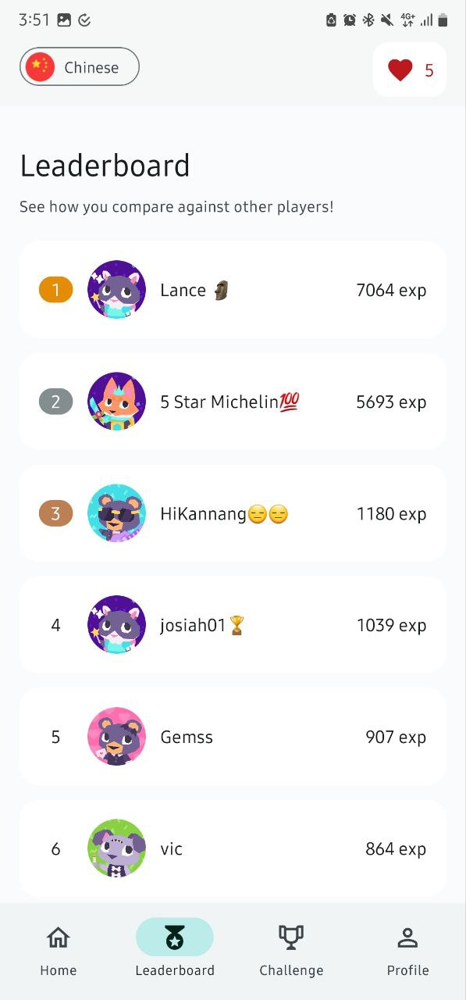 3:51
4G+
Chinese
5
Leaderboard
See how you compare against other players!
1 Lance 🗿 7064 exp
2 5 Star Michelin💯 5693 exp
3 HiKannang😑😑 1180 exp
4 josiah01🏆 1039 exp
5 Gemss 907 exp
6 vic 864 exp
Home Leaderboard Challenge Profile